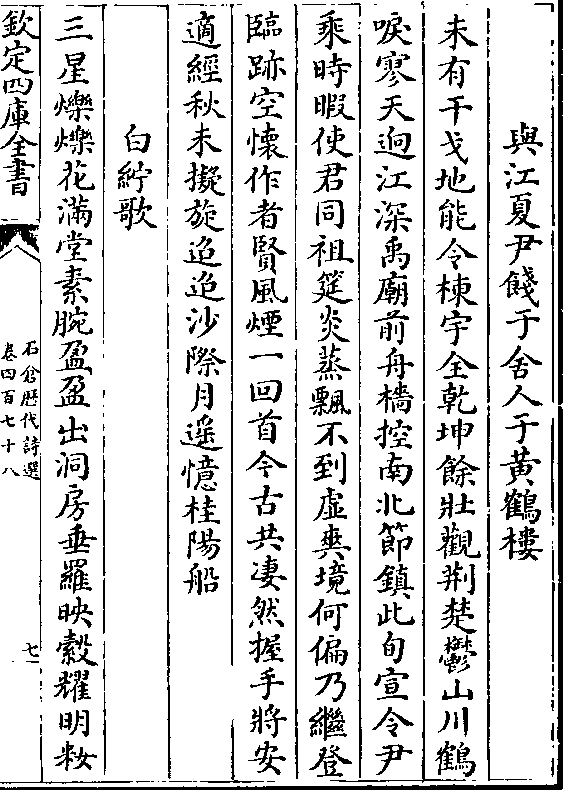 與江夏尹餞于舍人于黃鶴樓
未有干戈地能令棟宇全乾坤餘壯觀荆楚鬱山川鶴
唳寥天迥江深禹廟前舟檣控南北節鎮此旬宣令尹
乘時暇使君同祖筵炎蒸飄不到虛爽境何偏乃繼登
臨跡空懷作者賢風煙一回首今古共凄然握手將安
適經秋未擬旋迢迢沙際月遥憶桂陽船
白紵歌
三星爍爍花滿堂素腕盈盈出洞房垂羅映縠耀明妝
欽定四庫全書
石倉歷代詩選
卷四百七十八
七